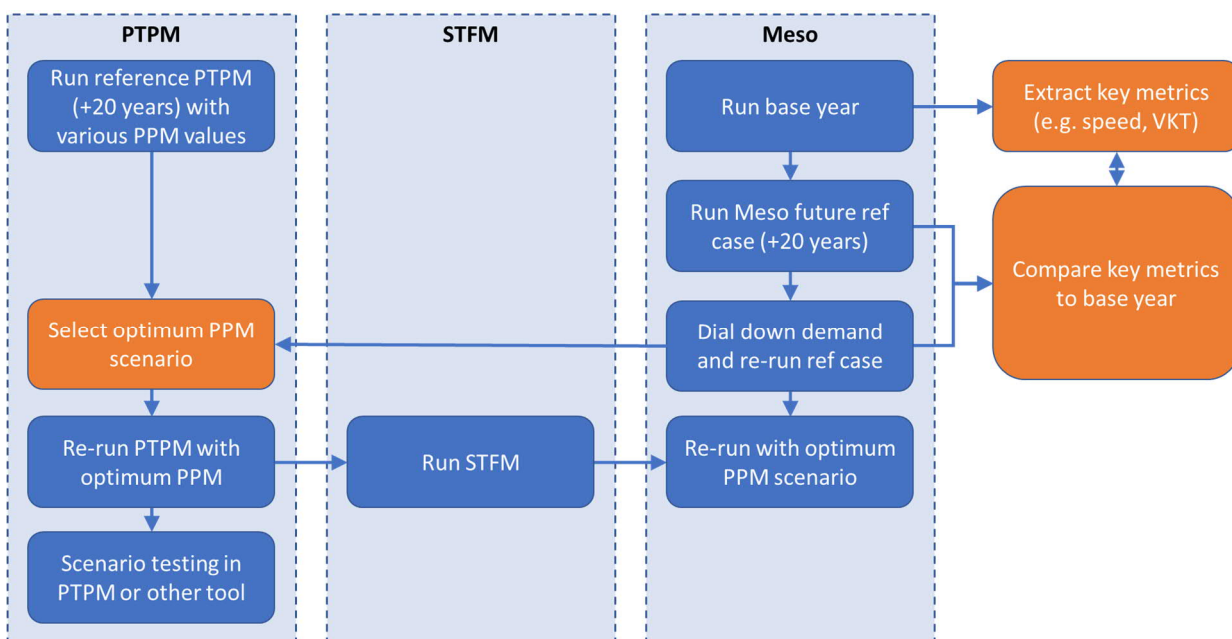 PTPM
Run reference PTPM
(+20 years) with
various PPM values
Select optimum PPM
scenario
Re-run PTPM with
optimum PPM
Scenario testing in
PTPM or other tool
STFM
Run STFM
Meso
Run base year
Run Meso future ref
case (+20 years)
Dial down demand
and re-run ref case
Re-run with optimum
PPM scenario
Extract key metrics
(e.g. speed, VKT)
Compare key metrics
to base year